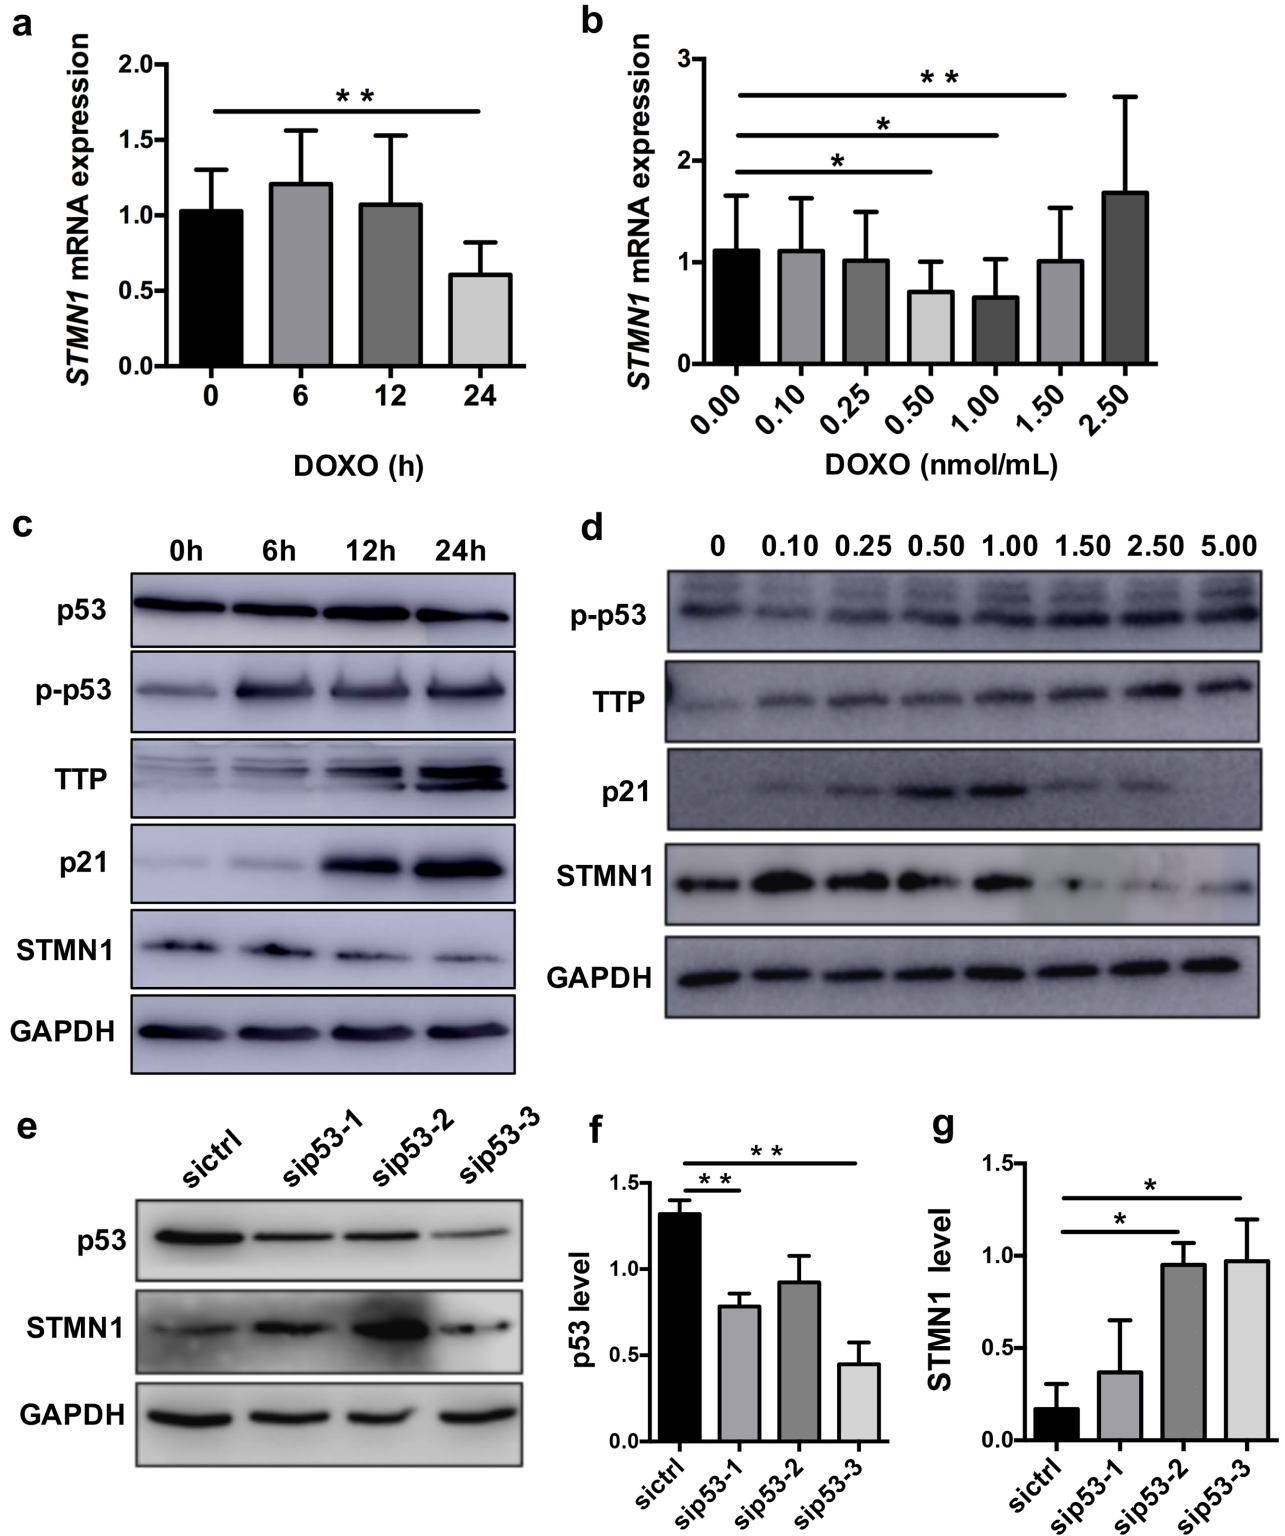 a
STMN1 mRNA expression
2.0
1.5
1.0
0.5
0.0
* *
0 6 12 24
DOXO (h)
b
STMN1 mRNA expression
3
2
1
0
* *
*
*
0.00 0.10 0.25 0.50 1.00 1.50 2.50
DOXO (nmol/mL)
c
0h 6h 12h 24h
p53
p-p53
TTP
p21
STMN1
GAPDH
d
0 0.10 0.25 0.50 1.00 1.50 2.50 5.00
p-p53
TTP
p21
STMN1
GAPDH
e
sictrl sip53-1 sip53-2 sip53-3
p53
STMN1
GAPDH
f
p53 level
1.5
1.0
0.5
0.0
* *
* *
sictrl sip53-1 sip53-2 sip53-3
g
STMN1 level
1.5
1.0
0.5
0.0
*
*
sictrl sip53-1 sip53-2 sip53-3